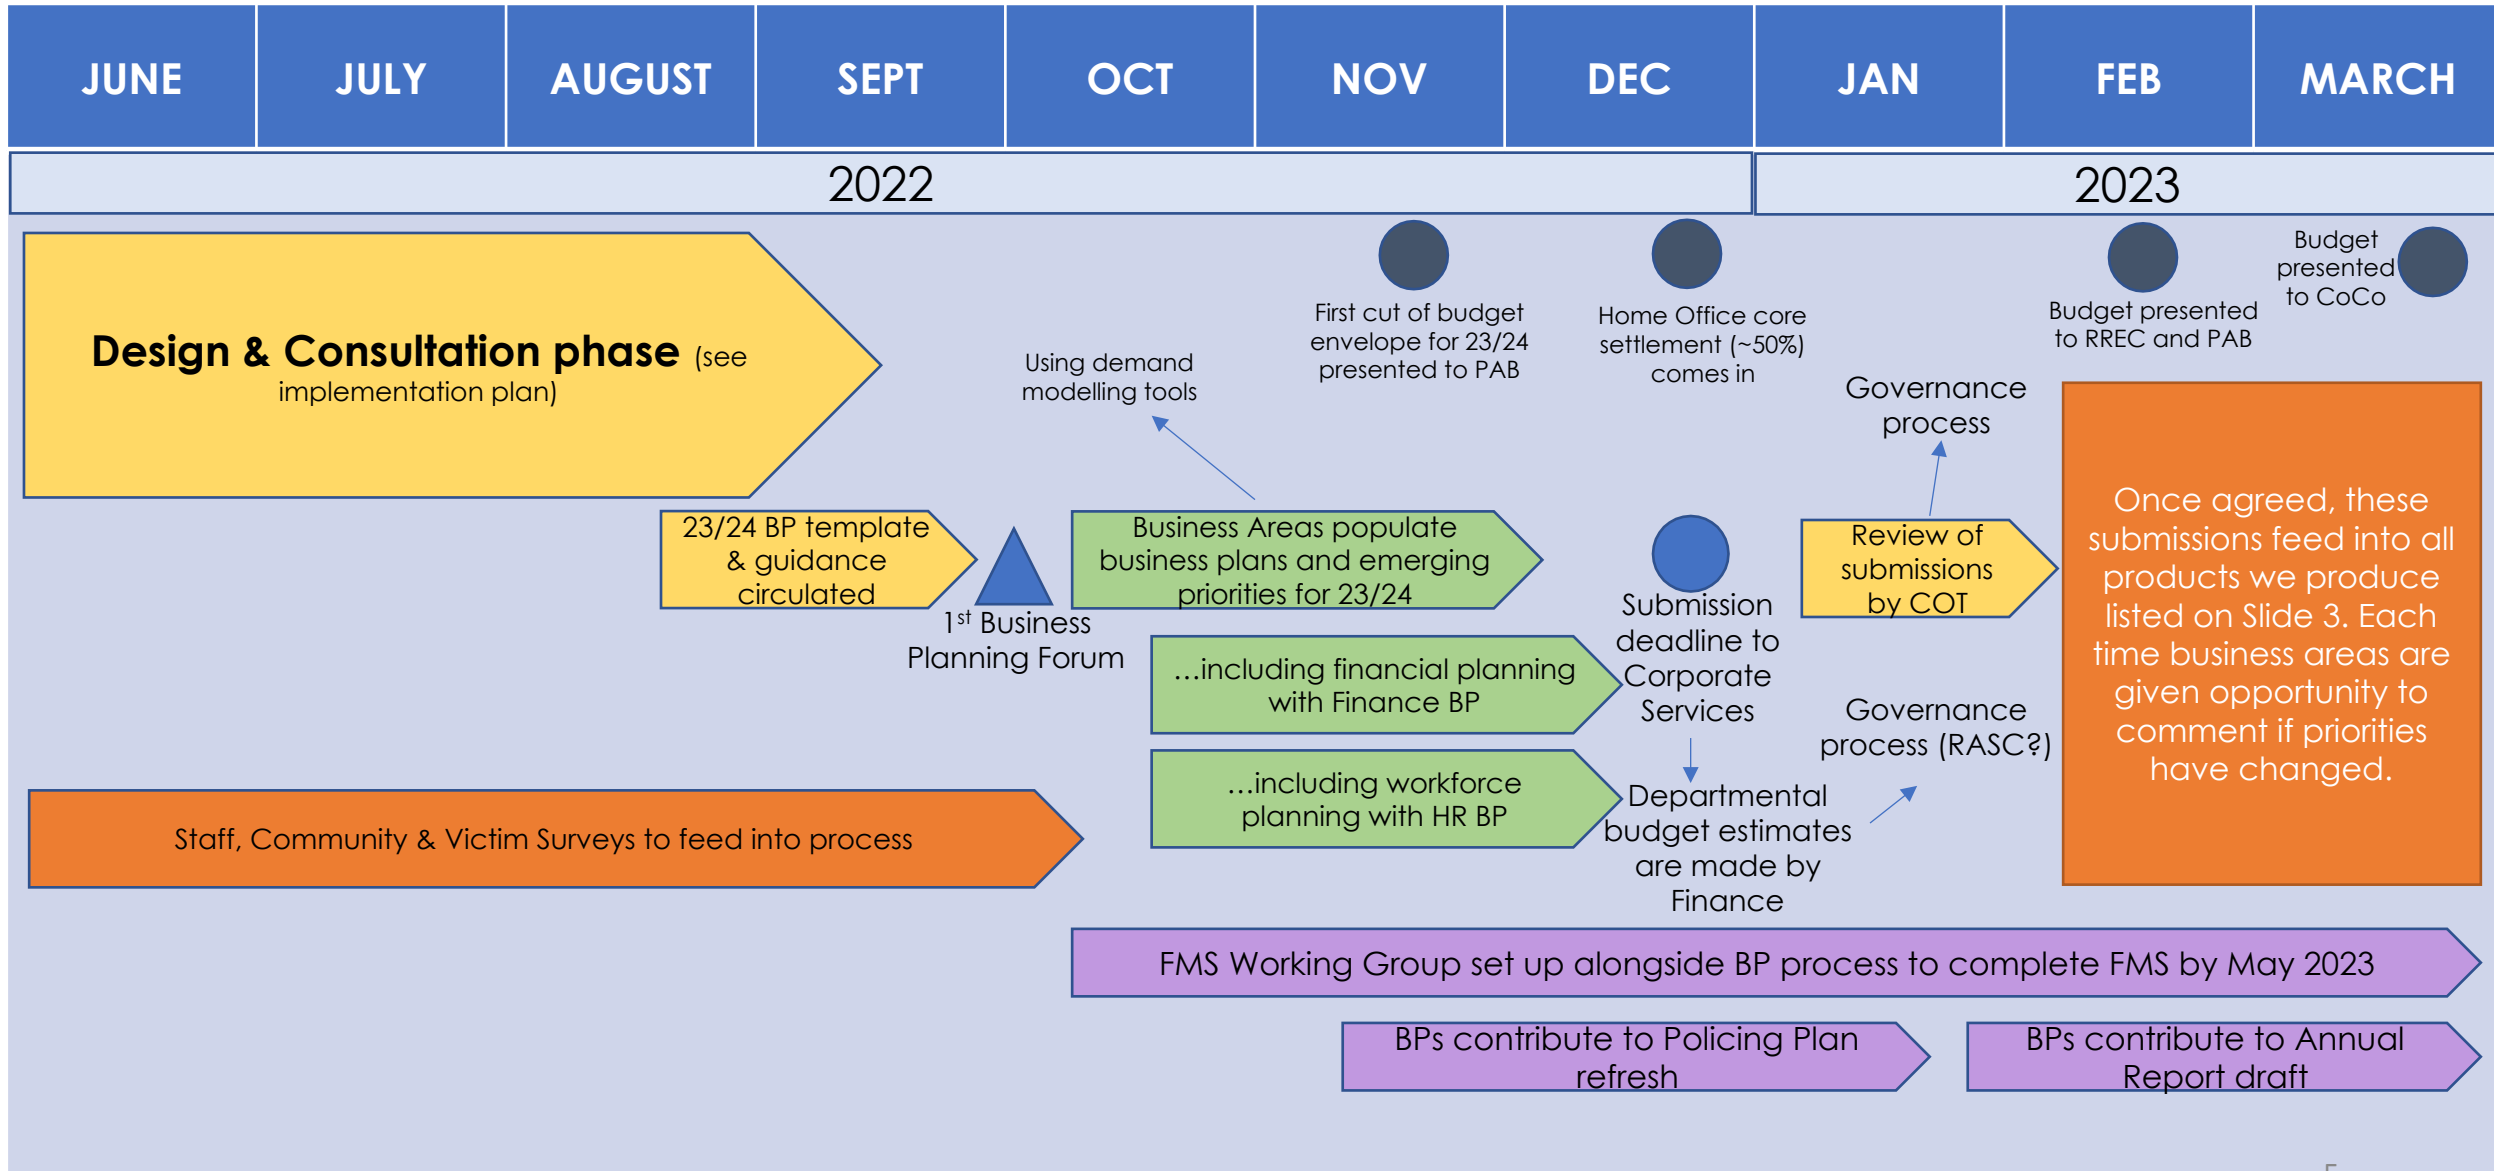 JUNE
JULY
AUGUST
SEPT
OCT
NOV
DEC
JAN
FEB
MARCH
2022
2023
Design & Consultation phase (see
implementation plan)
Using demand
modelling tools
First cut of budget
envelope for 23/24
presented to PAB
Home Office core
settlement (~50%)
comes in
Budget presented
to RREC and PAB
Budget
presented
to CoCo
Governance
process
23/24 BP template
& guidance
circulated
1st Business
Planning Forum
Business Areas populate
business plans and emerging
priorities for 23/24
…including financial planning
with Finance BP
…including workforce
planning with HR BP
Submission
deadline to
Corporate
Services
Departmental
budget estimates
are made by
Finance
Review of
submissions
by COT
Governance
process (RASC?)
Once agreed, these
submissions feed into all
products we produce
listed on Slide 3. Each
time business areas are
given opportunity to
comment if priorities
have changed.
Staff, Community & Victim Surveys to feed into process
FMS Working Group set up alongside BP process to complete FMS by May 2023
BPs contribute to Policing Plan
refresh
BPs contribute to Annual
Report draft